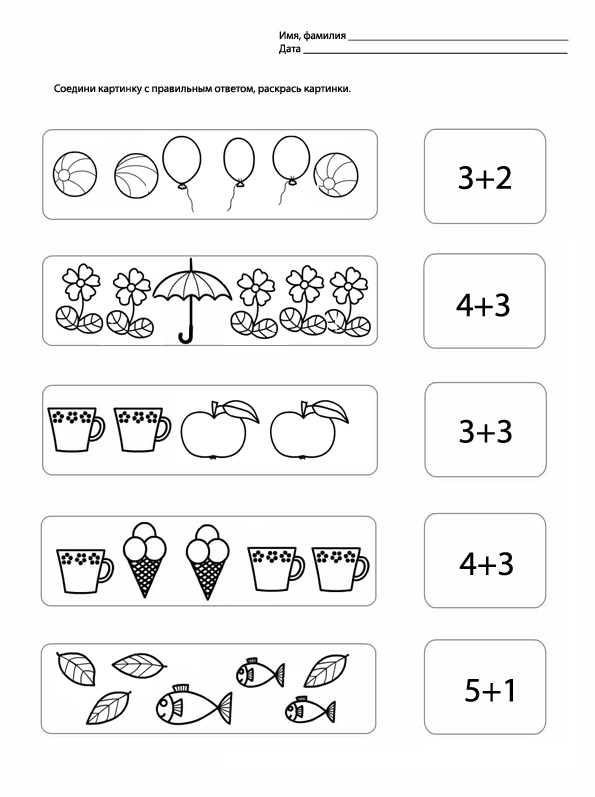 Имя, фамилия
Дата
Соедини картинку с правильным ответом, раскрась картинки.
3+2
4+3
3+3
4+3
5+1